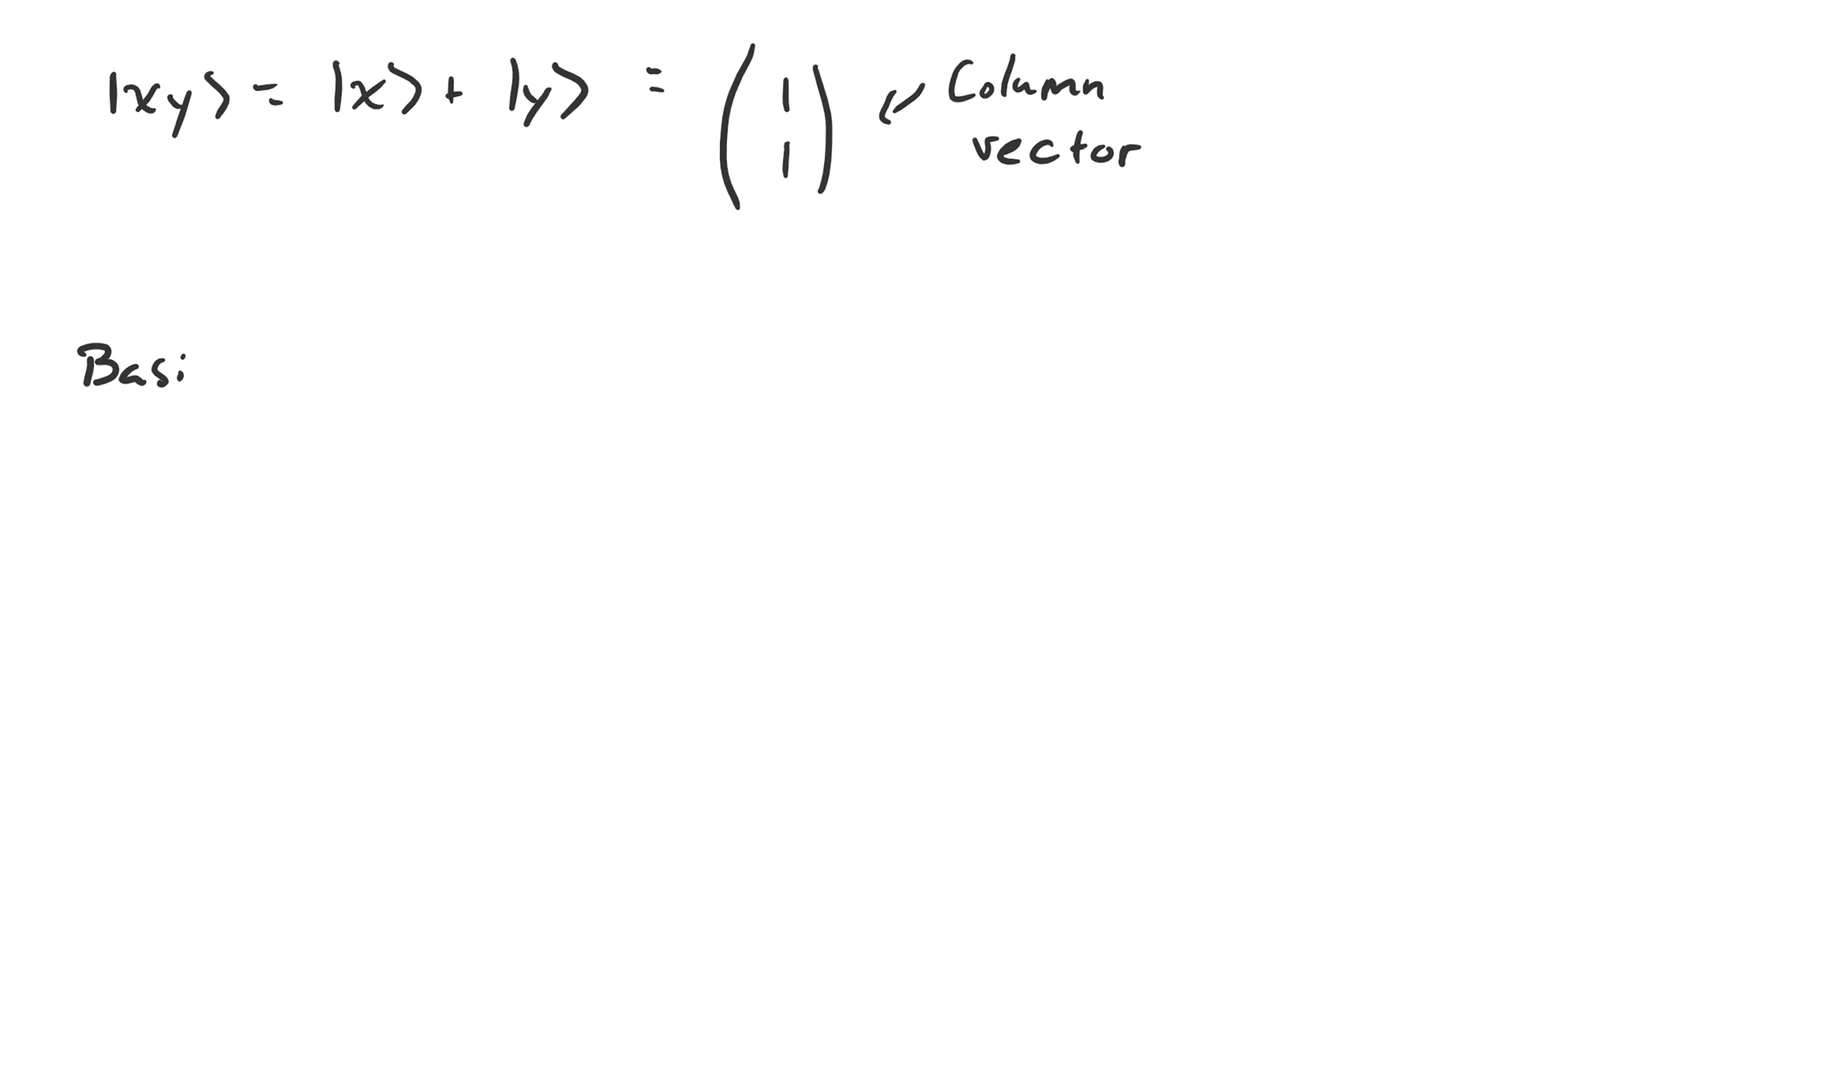 |xy⟩ = |x⟩ + |y⟩ = (1 1) Column
vector
Basi